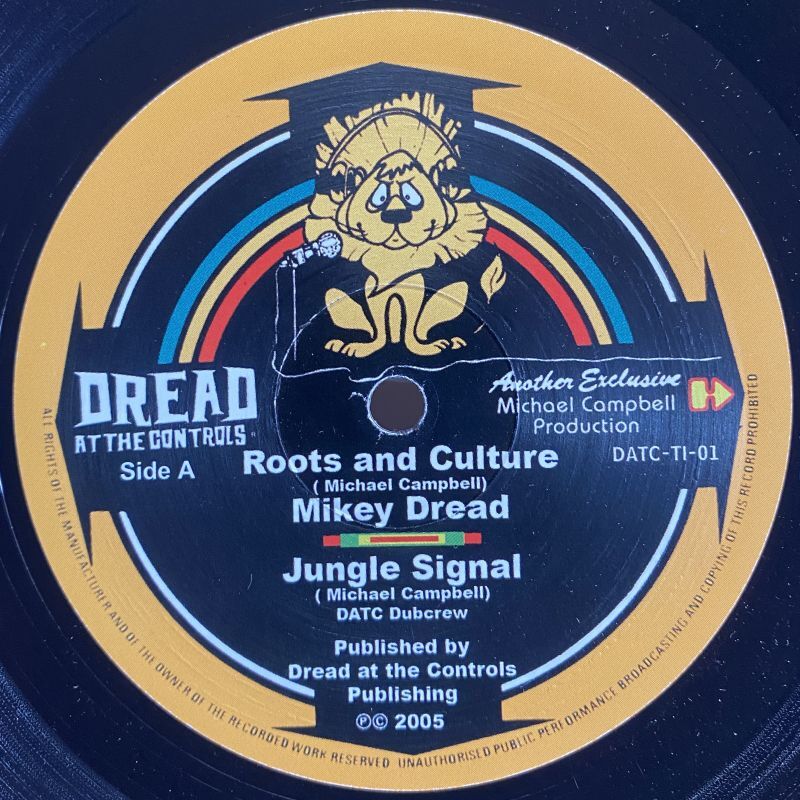 DREAD
AT THE CONTROLS
Another Exclusive
Michael Campbell
Production
Side A
DATC-TI-01
Roots and Culture
( Michael Campbell)
Mikey Dread
Jungle Signal
( Michael Campbell)
DATC Dubcrew
Published by
Dread at the Controls
Publishing
℗© 2005
ALL RIGHTS OF THE MANUFACTURER AND OF THE OWNER OF THE RECORDED WORK RESERVED UNAUTHORISED PUBLIC PERFORMANCE BROADCASTING AND COPYING OF THIS RECORD PROHIBITED